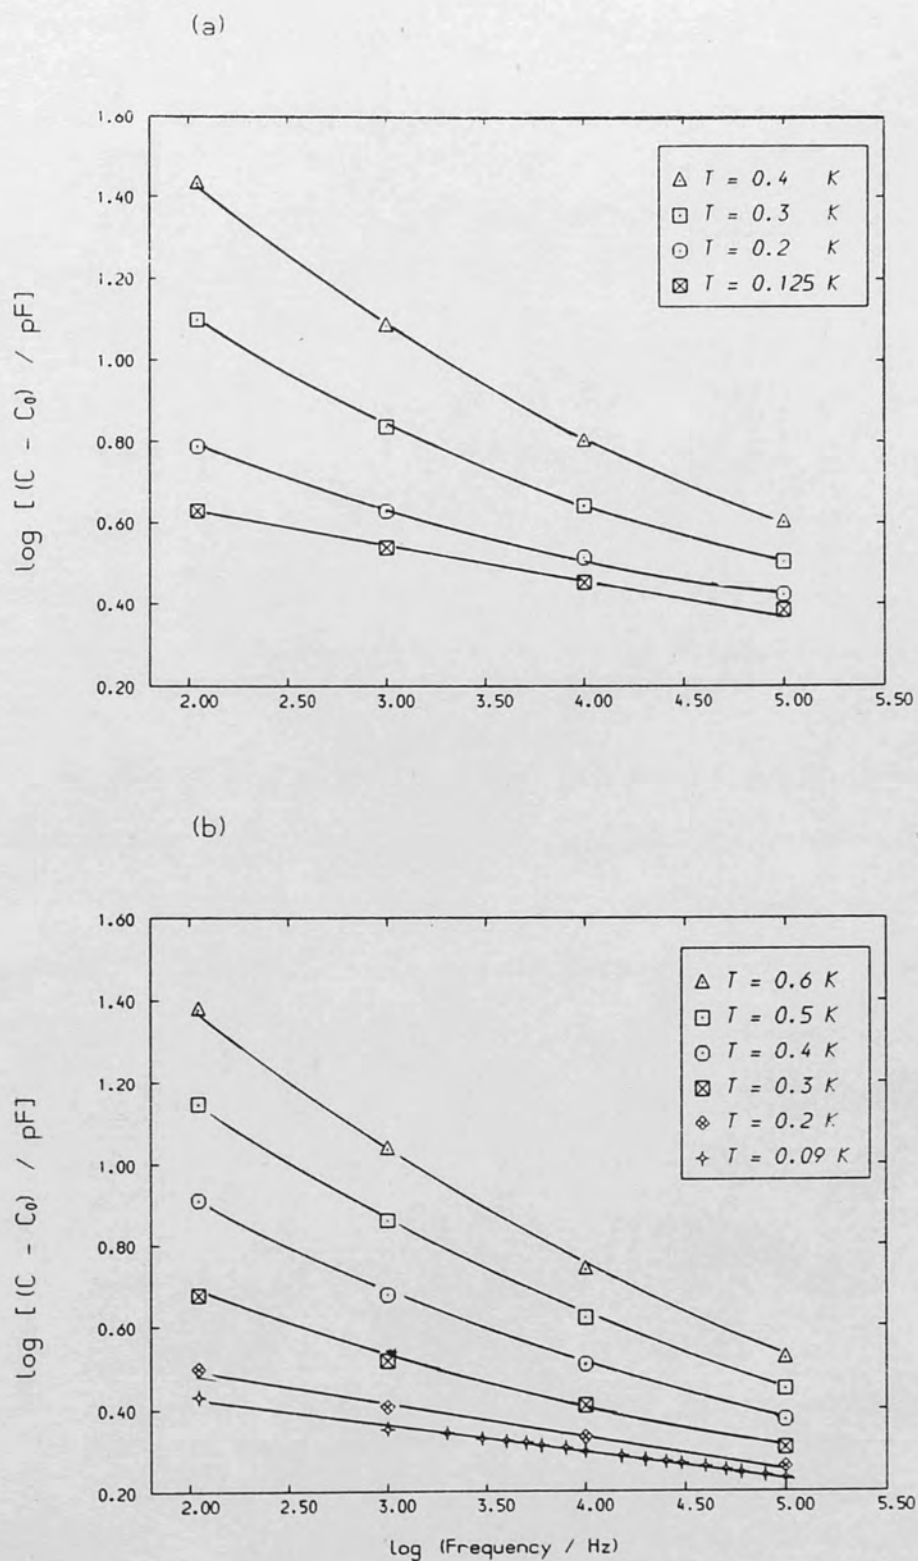 (a)
log [(C - C₀) / pF]
1.60
1.40
1.20
1.00
0.80
0.60
0.40
0.20
T = 0.4 K
T = 0.3 K
T = 0.2 K
T = 0.125 K
2.00 2.50 3.00 3.50 4.00 4.50 5.00 5.50
(b)
log [(C - C₀) / pF]
1.60
1.40
1.20
1.00
0.80
0.60
0.40
0.20
T = 0.6 K
T = 0.5 K
T = 0.4 K
T = 0.3 K
T = 0.2 K
T = 0.09 K
2.00 2.50 3.00 3.50 4.00 4.50 5.00 5.50
log (Frequency / Hz)